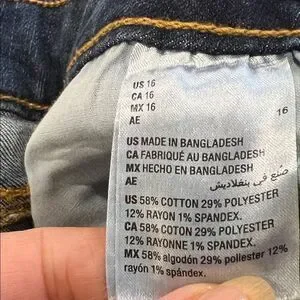 US 16
CA 16
MX 16
AE
16
US MADE IN BANGLADESH
CA FABRIQUÉ AU BANGLADESH
MX HECHO EN BANGLADESH
AE صنع في بنغلاديش
US 58% COTTON 29% POLYESTER
12% RAYON 1% SPANDEX.
CA 58% COTON 29% POLYESTER
12% RAYONNE 1% SPANDEX.
MX 58% algodón 29% poliester 12%
rayón 1% spándex.